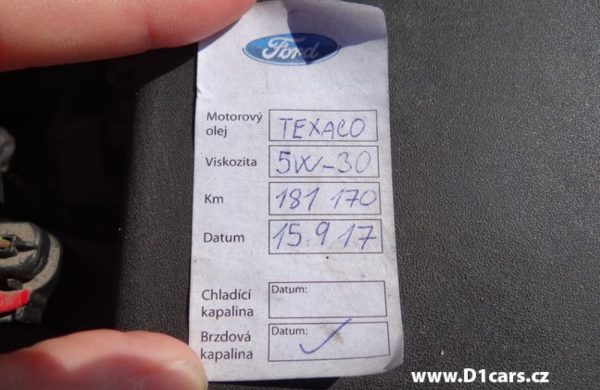 Ford
Motorový olej TEXACO
Viskozita 5W-30
Km 181 170
Datum 15.9 17
Chladící kapalina Datum:
Brzdová kapalina Datum: ✓
www.D1cars.cz